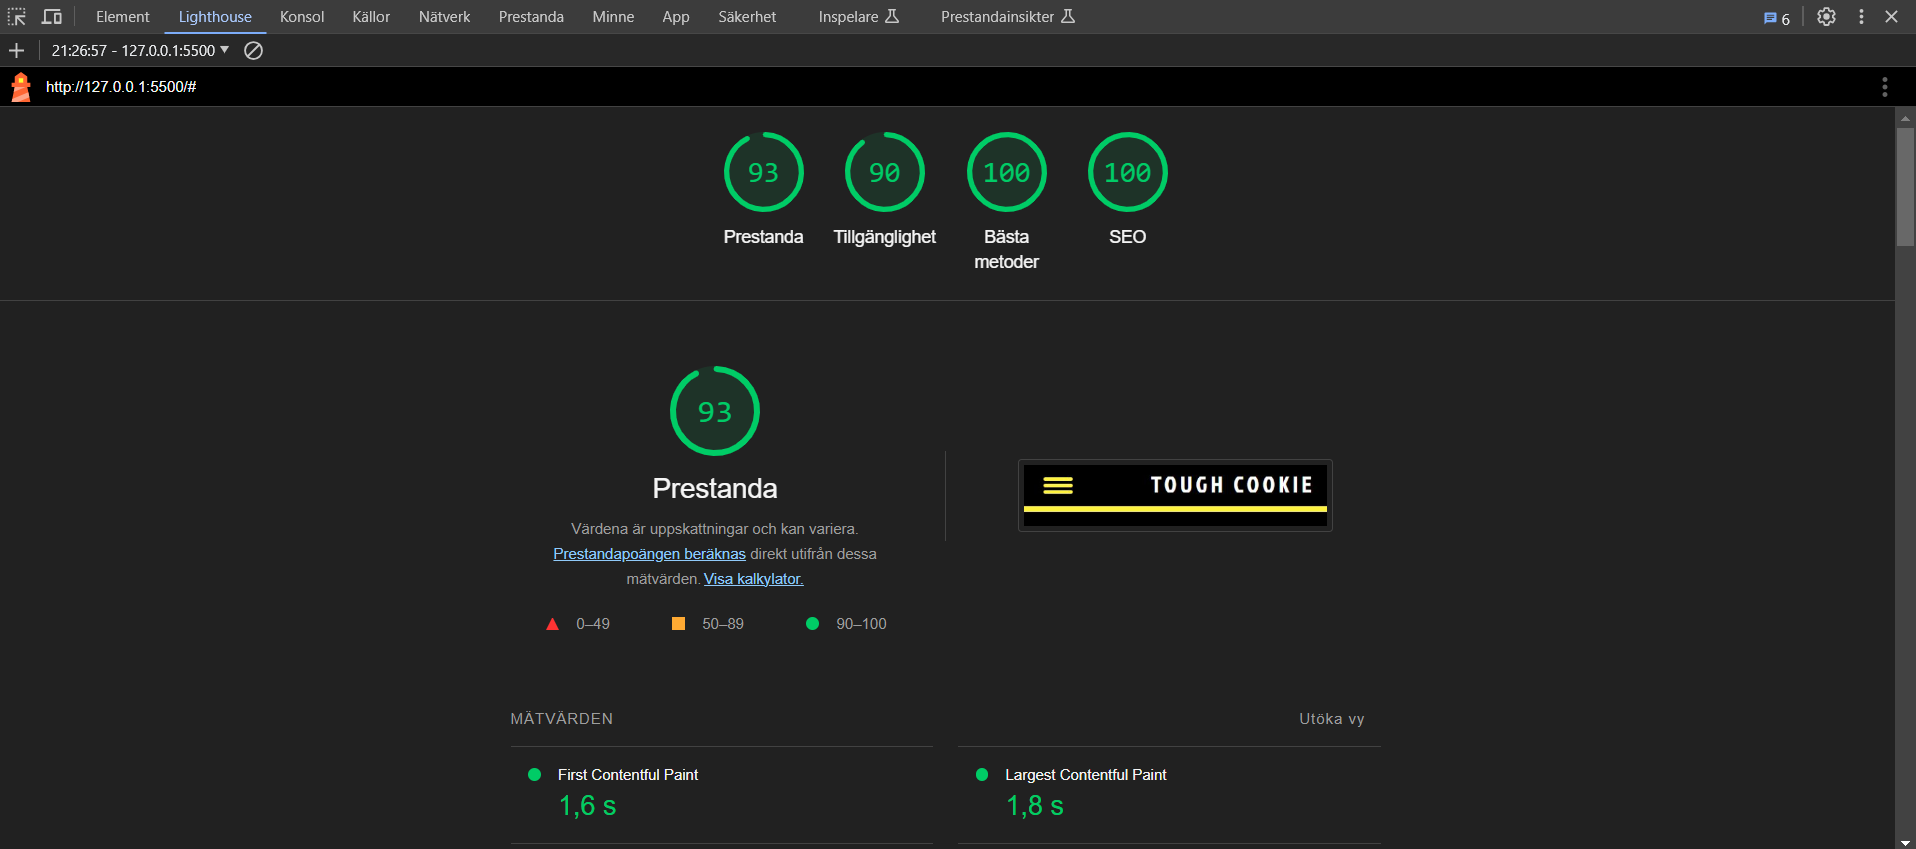 Element Lighthouse Konsol Källor Nätverk Prestanda Minne App Säkerhet Inspelare Prestandainsikter 6
21:26:57 - 127.0.0.1:5500
http://127.0.0.1:5500/#
93 90 100 100
Prestanda Tillgänglighet Bästa metoder SEO
93
Prestanda
Värdena är uppskattningar och kan variera.
Prestandapoängen beräknas direkt utifrån dessa
mätvärden. Visa kalkylator.
0–49 50–89 90–100
TOUGH COOKIE
MÄTVÄRDEN Utöka vy
First Contentful Paint
1,6 s
Largest Contentful Paint
1,8 s